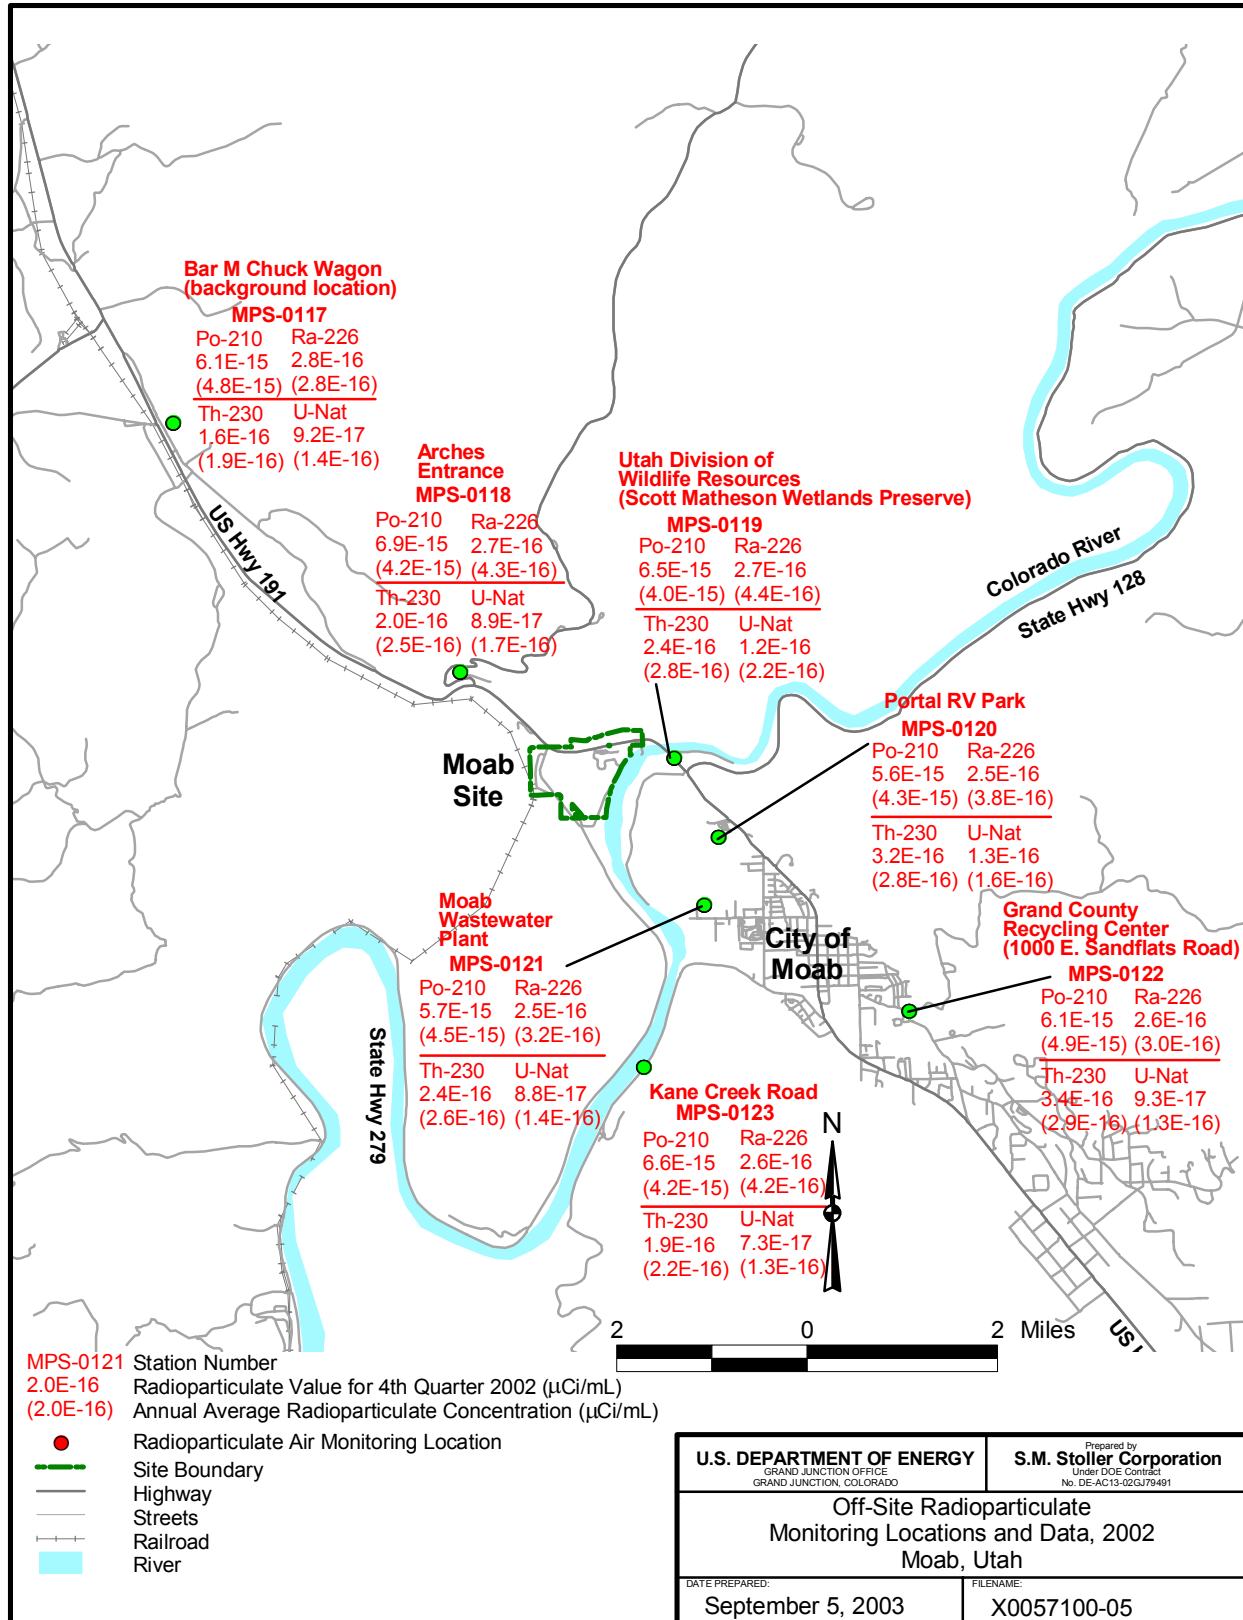 Bar M Chuck Wagon
(background location)
MPS-0117
Po-210 Ra-226
6.1E-15 2.8E-16
(4.8E-15) (2.8E-16)
Th-230 U-Nat
1.6E-16 9.2E-17
(1.9E-16) (1.4E-16)
US Hwy 191
Arches
Entrance
MPS-0118
Po-210 Ra-226
6.9E-15 2.7E-16
(4.2E-15) (4.3E-16)
Th-230 U-Nat
2.0E-16 8.9E-17
(2.5E-16) (1.7E-16)
Utah Division of
Wildlife Resources
(Scott Matheson Wetlands Preserve)
MPS-0119
Po-210 Ra-226
6.5E-15 2.7E-16
(4.0E-15) (4.4E-16)
Th-230 U-Nat
2.4E-16 1.2E-16
(2.8E-16) (2.2E-16)
Colorado River
State Hwy 128
Portal RV Park
MPS-0120
Po-210 Ra-226
5.6E-15 2.5E-16
(4.3E-15) (3.8E-16)
Th-230 U-Nat
3.2E-16 1.3E-16
(2.8E-16) (1.6E-16)
Moab
Site
Moab
Wastewater
Plant
MPS-0121
Po-210 Ra-226
5.7E-15 2.5E-16
(4.5E-15) (3.2E-16)
Th-230 U-Nat
2.4E-16 8.8E-17
(2.6E-16) (1.4E-16)
City of
Moab
Grand County
Recycling Center
(1000 E. Sandflats Road)
MPS-0122
Po-210 Ra-226
6.1E-15 2.6E-16
(4.9E-15) (3.0E-16)
Th-230 U-Nat
3.4E-16 9.3E-17
(2.9E-16) (1.3E-16)
State Hwy 279
Kane Creek Road
MPS-0123
Po-210 Ra-226
6.6E-15 2.6E-16
(4.2E-15) (4.2E-16)
Th-230 U-Nat
1.9E-16 7.3E-17
(2.2E-16) (1.3E-16)
N
2 0 2 Miles
US
MPS-0121 Station Number
2.0E-16 Radioparticulate Value for 4th Quarter 2002 (µCi/mL)
(2.0E-16) Annual Average Radioparticulate Concentration (µCi/mL)
Radioparticulate Air Monitoring Location
Site Boundary
Highway
Streets
Railroad
River
U.S. DEPARTMENT OF ENERGY
GRAND JUNCTION OFFICE
GRAND JUNCTION, COLORADO
Prepared by
S.M. Stoller Corporation
Under DOE Contract
No. DE-AC13-02GJ79491
Off-Site Radioparticulate
Monitoring Locations and Data, 2002
Moab, Utah
DATE PREPARED:
September 5, 2003
FILENAME:
X0057100-05